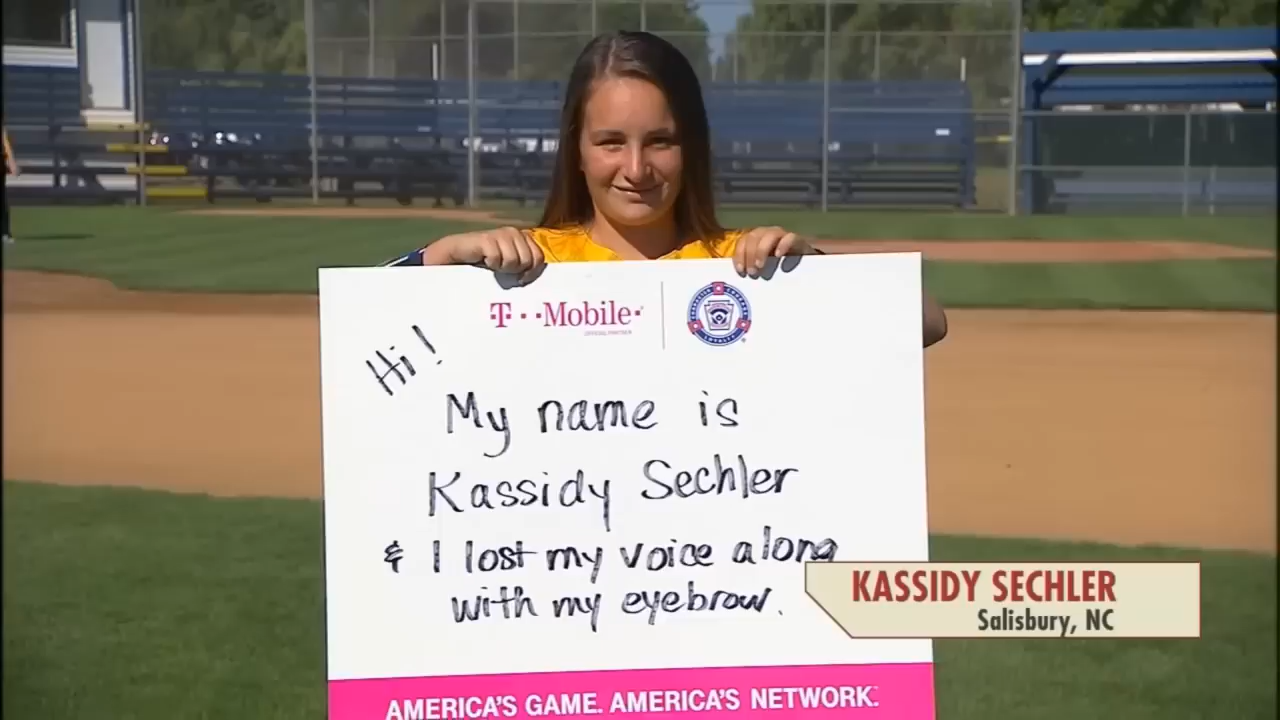 T··Mobile·
Hi!
My name is
Kassidy Sechler
& I lost my voice along
with my eyebrow.
KASSIDY SECHLER
Salisbury, NC
AMERICA'S GAME. AMERICA'S NETWORK.